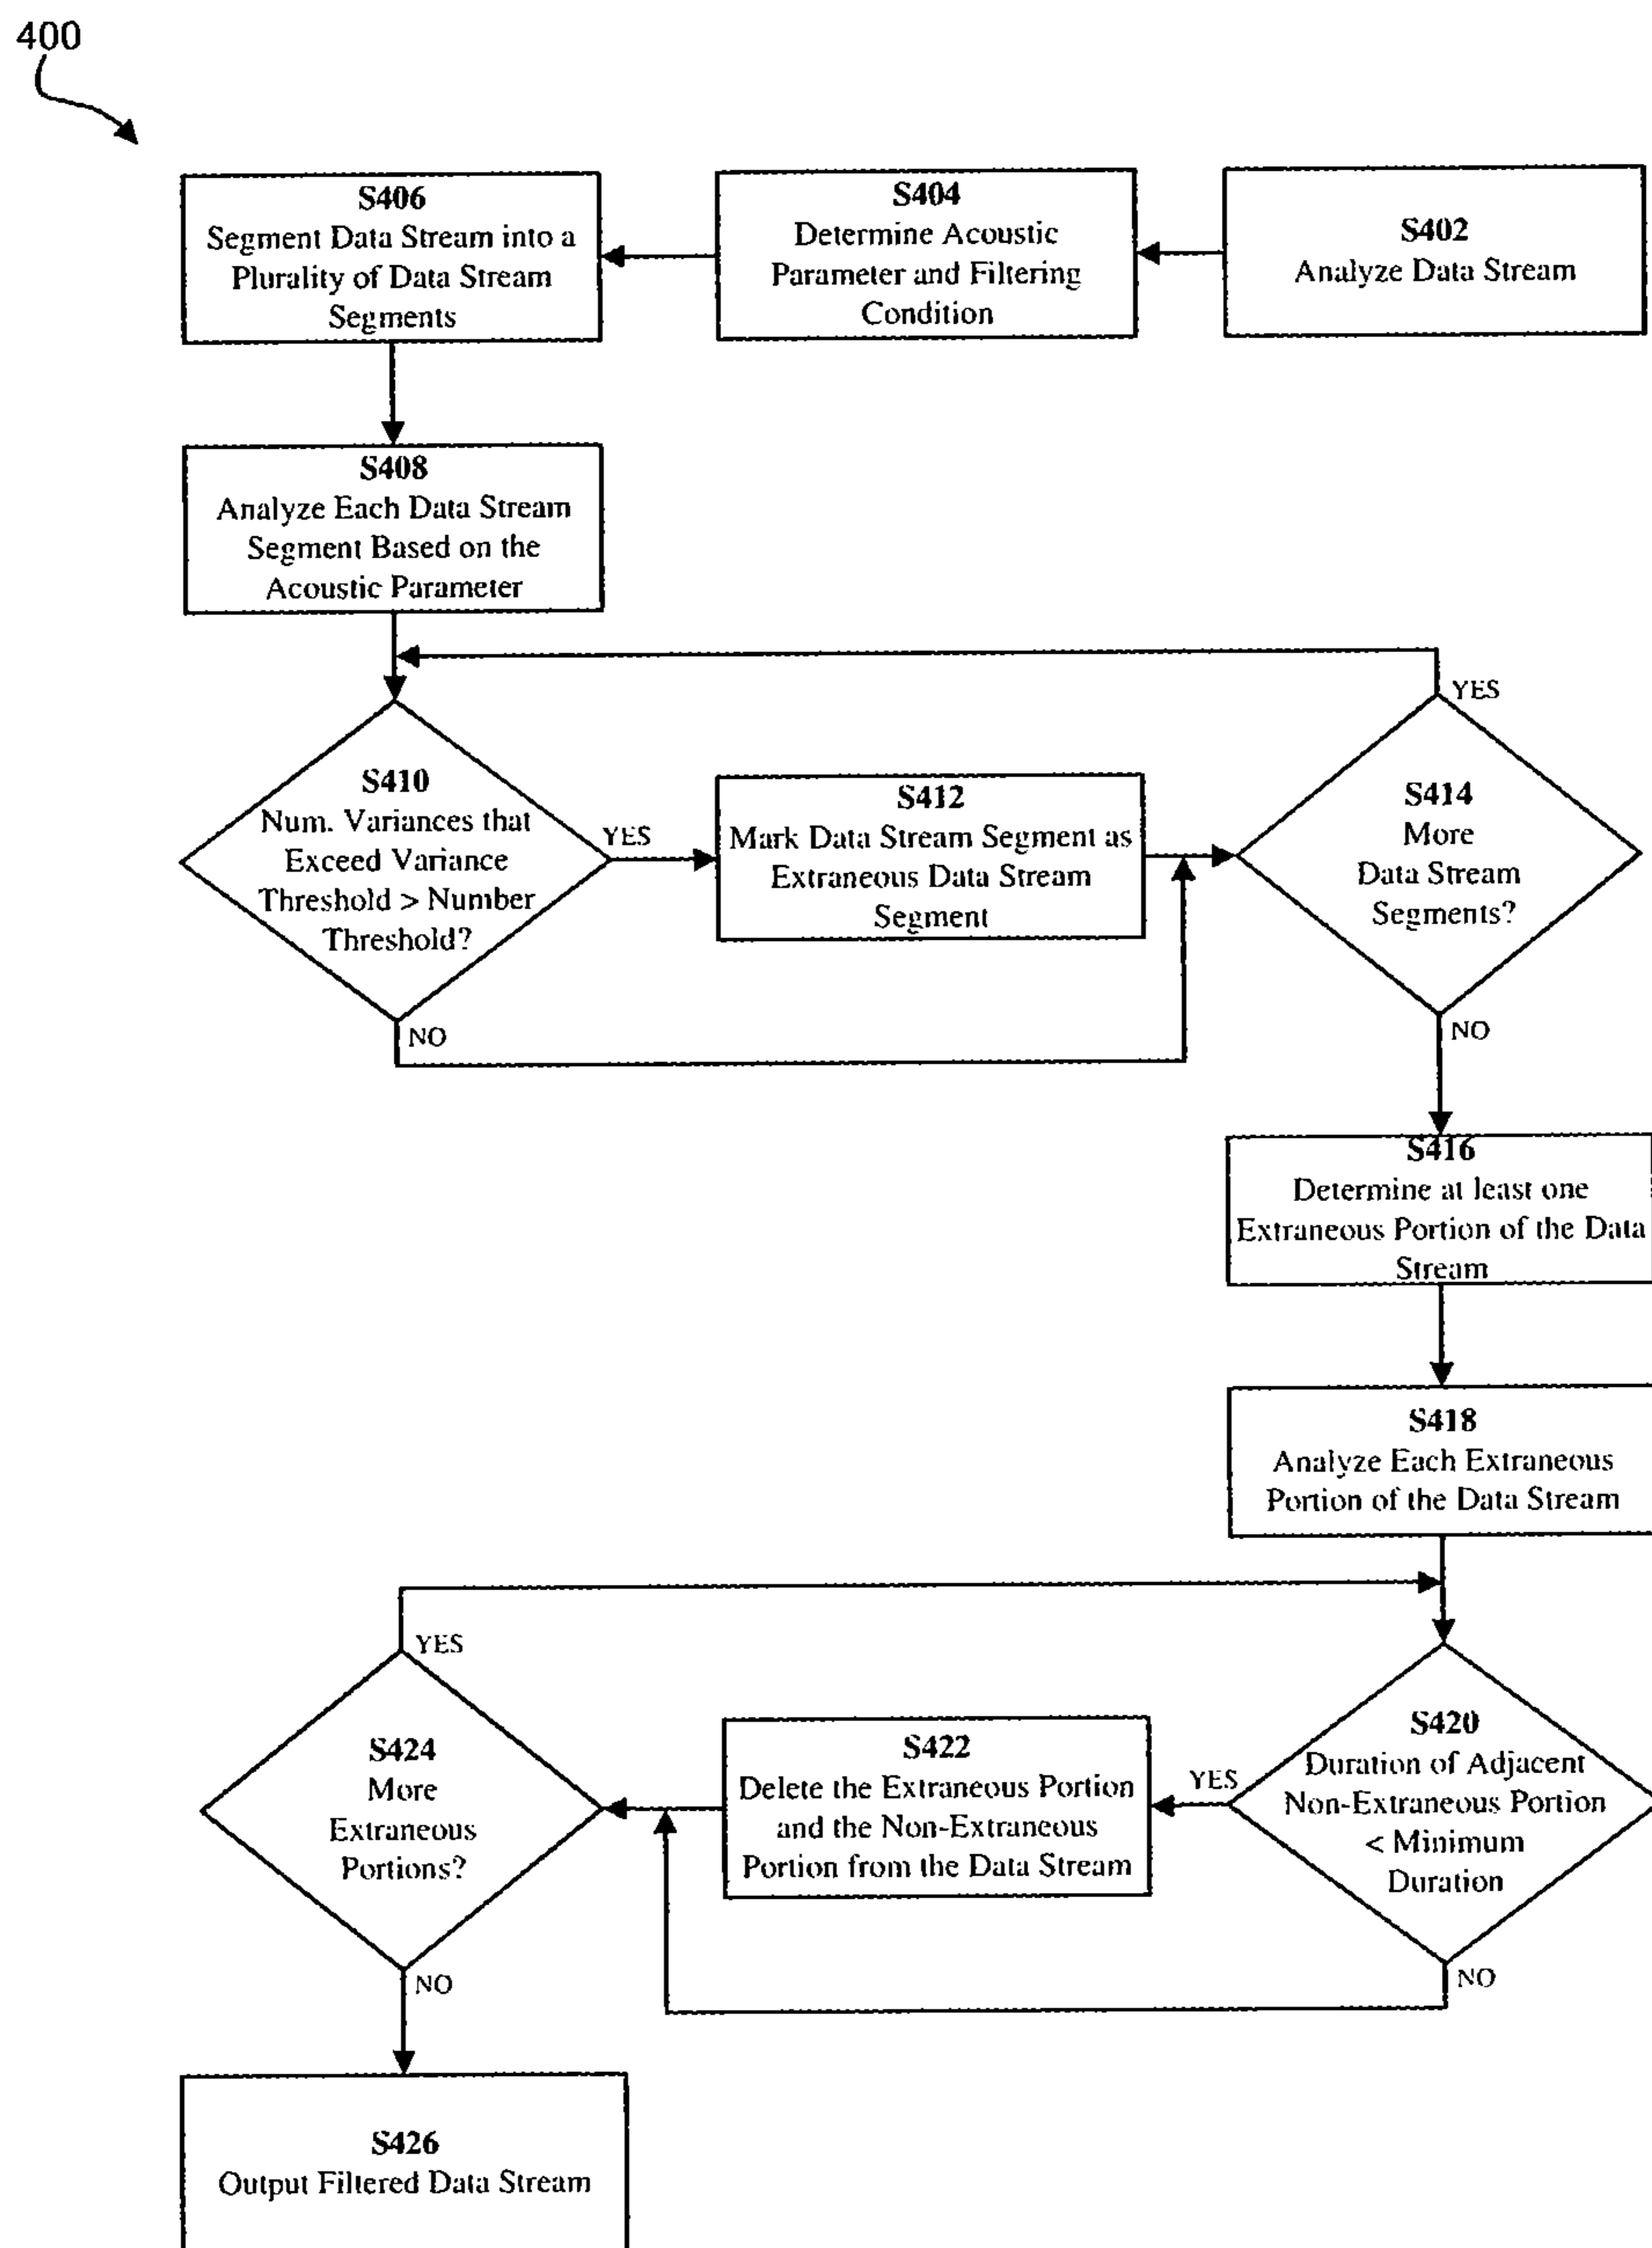 400
S406
Segment Data Stream into a
Plurality of Data Stream
Segments
S404
Determine Acoustic
Parameter and Filtering
Condition
S402
Analyze Data Stream
S408
Analyze Each Data Stream
Segment Based on the
Acoustic Parameter
S410
Num. Variances that
Exceed Variance
Threshold > Number
Threshold?
YES
NO
S412
Mark Data Stream Segment as
Extraneous Data Stream
Segment
S414
More
Data Stream
Segments?
YES
NO
S416
Determine at least one
Extraneous Portion of the Data
Stream
S418
Analyze Each Extraneous
Portion of the Data Stream
S420
Duration of Adjacent
Non-Extraneous Portion
< Minimum
Duration
YES
NO
S422
Delete the Extraneous Portion
and the Non-Extraneous
Portion from the Data Stream
S424
More
Extraneous
Portions?
YES
NO
S426
Output Filtered Data Stream